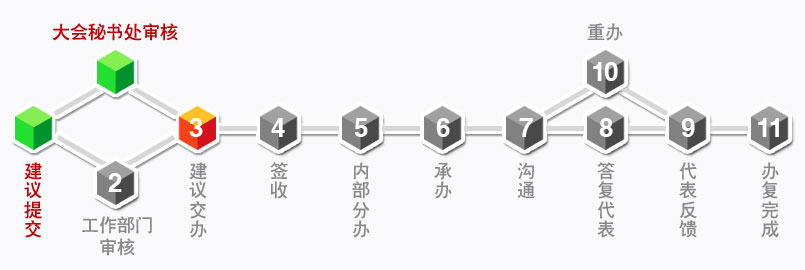 大会秘书处审核
重办
10
3
4
5
6
7
8
9
11
2
建议提交
工作部门
审核
建议交办
签收
内部分办
承办
沟通
答复代表
代表反馈
办复完成